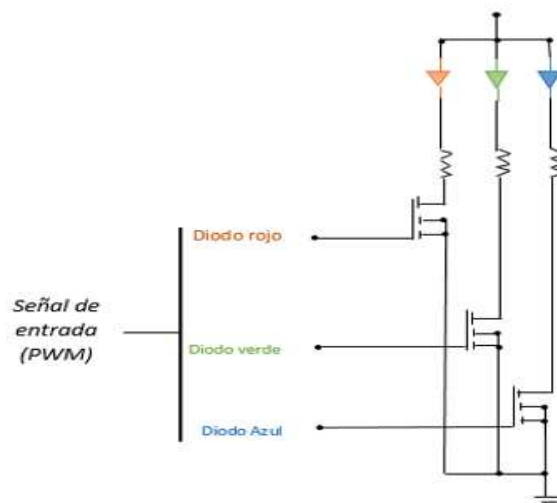 Diodo rojo
Señal de
entrada
(PWM)
Diodo verde
Diodo Azul